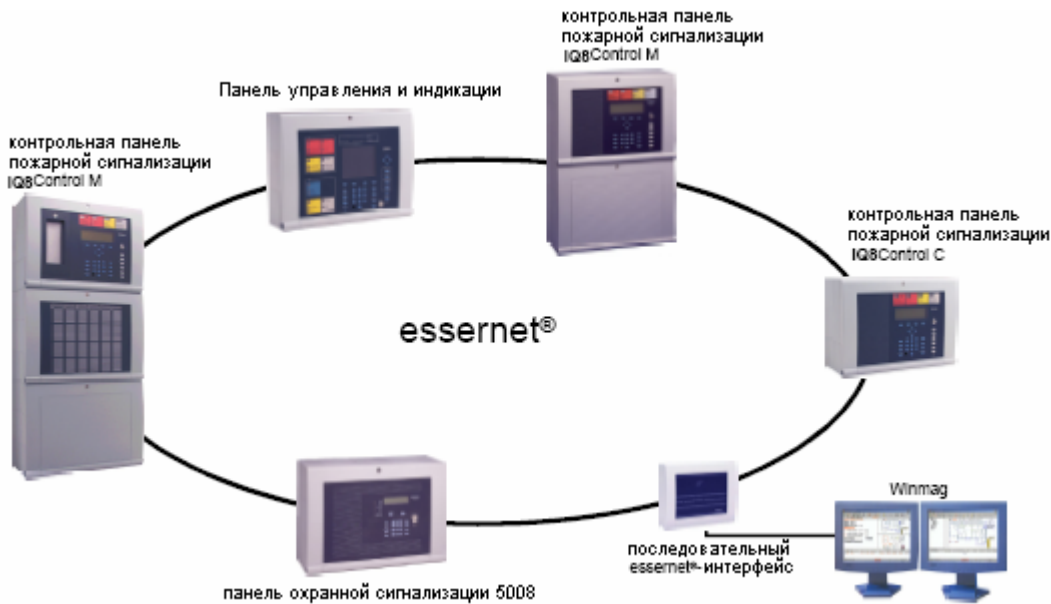 контрольная панель
пожарной сигнализации
IQ8Control M
Панель управления и индикации
контрольная панель
пожарной сигнализации
IQ8Control M
контрольная панель
пожарной сигнализации
IQ8Control C
essernet®
Winmag
последовательный
essernet®-интерфейс
панель охранной сигнализации 5008